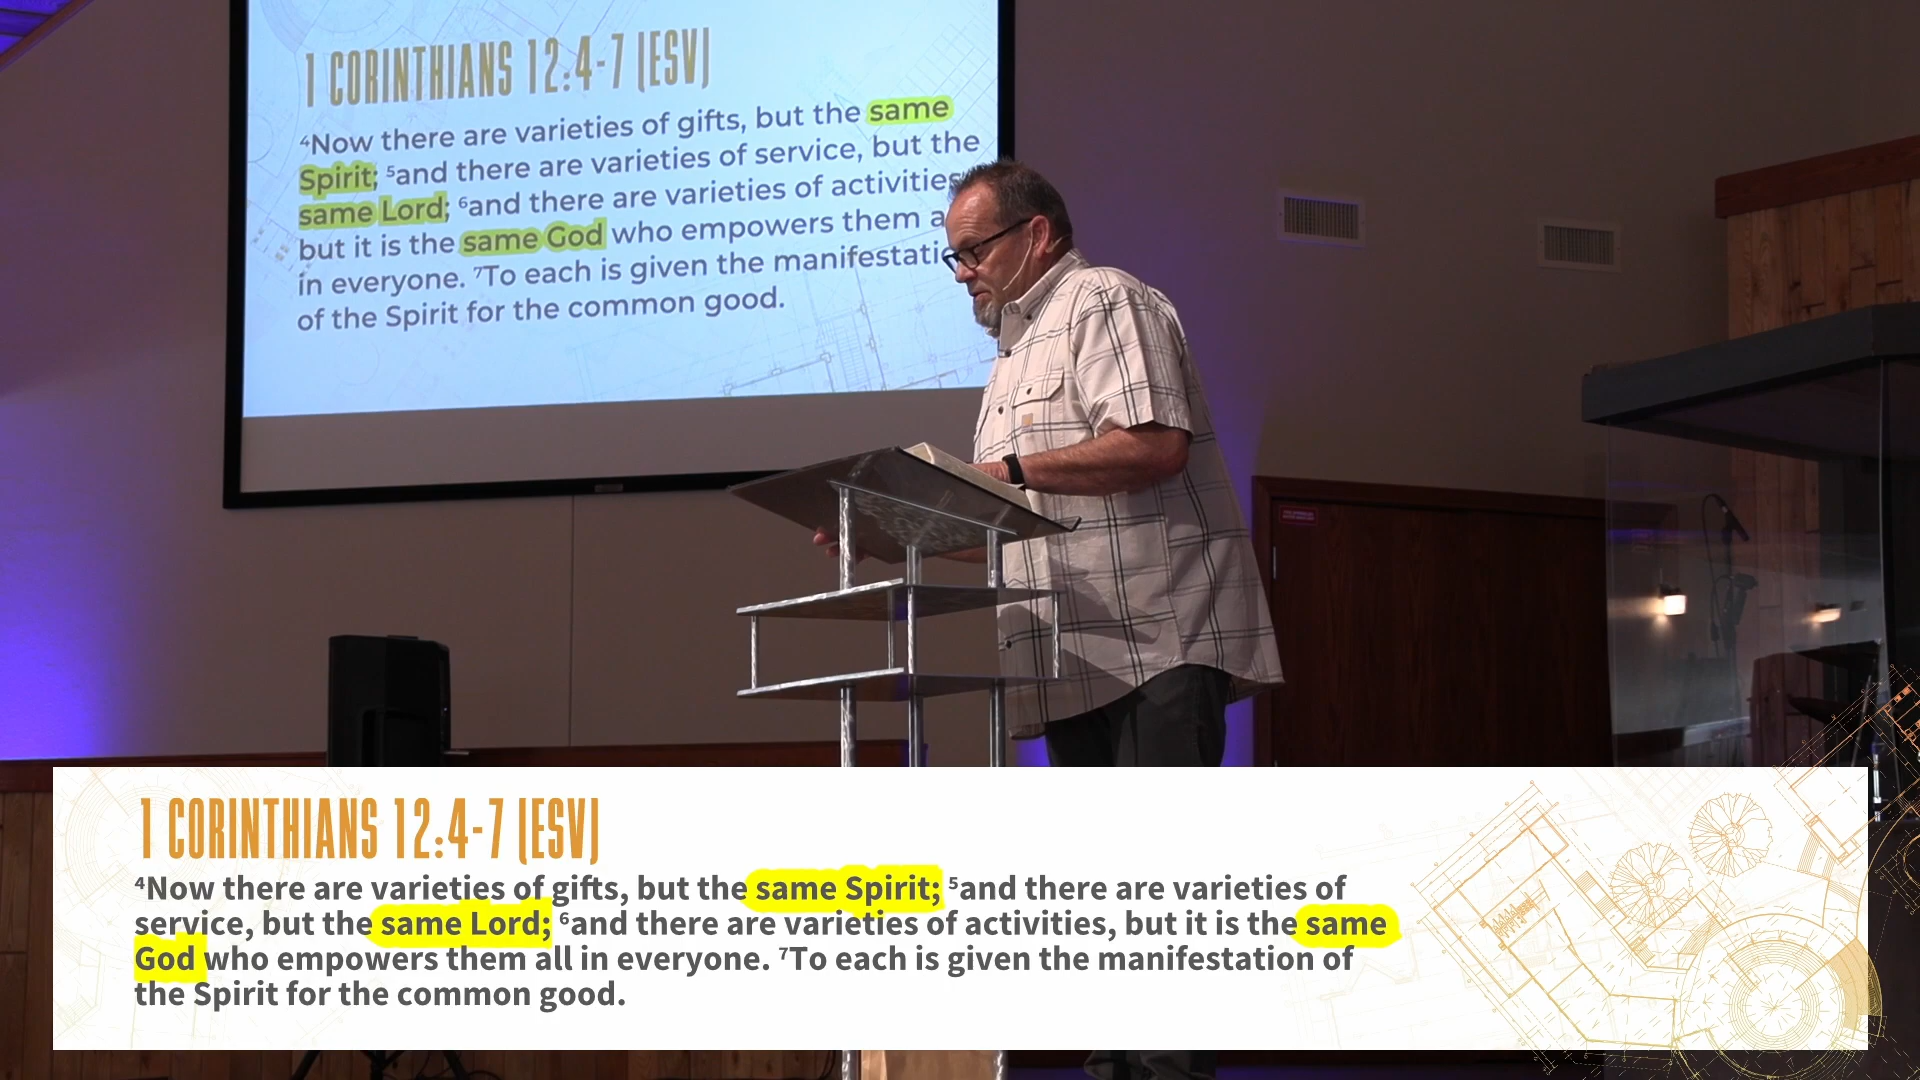 1 CORINTHIANS 12:4-7 (ESV)
⁴Now there are varieties of gifts, but the same
Spirit; ⁵and there are varieties of service, but the
same Lord; ⁶and there are varieties of activities
but it is the same God who empowers them a
in everyone. ⁷To each is given the manifestatio
of the Spirit for the common good.
1 CORINTHIANS 12:4-7 (ESV)
⁴Now there are varieties of gifts, but the same Spirit; ⁵and there are varieties of
service, but the same Lord; ⁶and there are varieties of activities, but it is the same
God who empowers them all in everyone. ⁷To each is given the manifestation of
the Spirit for the common good.